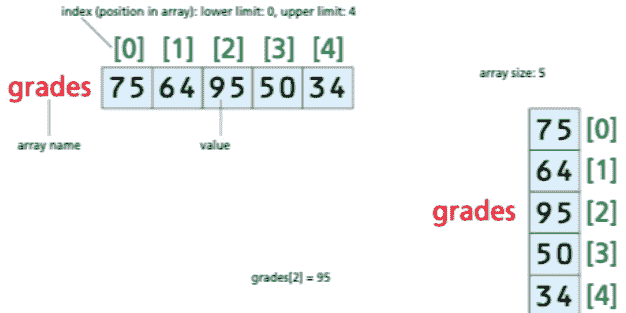 index (position in array): lower limit: 0, upper limit: 4
[0] [1] [2] [3] [4]
grades 75 64 95 50 34
array name
value
array size: 5
75 [0]
64 [1]
grades 95 [2]
50 [3]
34 [4]
grades[2] = 95